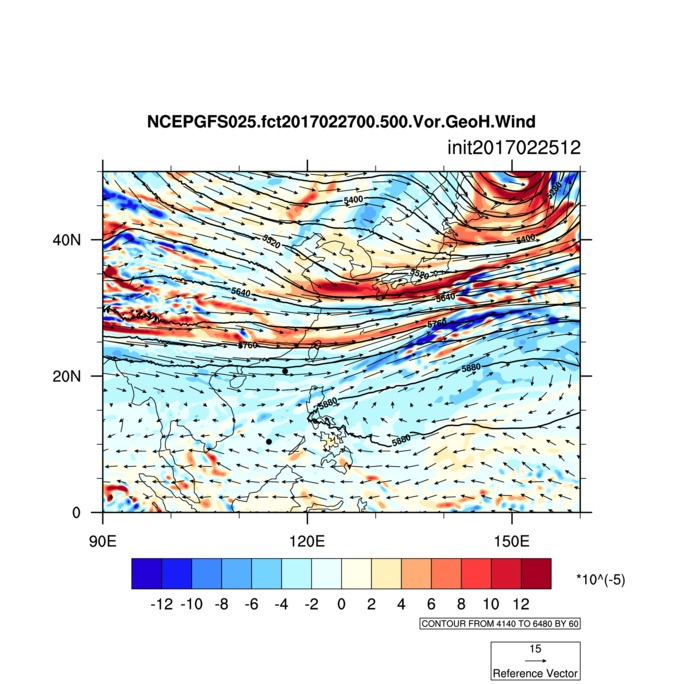 NCEPGFS025.fct2017022700.500.Vor.GeoH.Wind
init2017022512
5400
5280
5520
5400
40N
5520
5640
5640
5760
5760
5880
20N
5880
5880
0
90E 120E 150E
-12 -10 -8 -6 -4 -2 0 2 4 6 8 10 12
*10^(-5)
CONTOUR FROM 4140 TO 6480 BY 60
15
Reference Vector